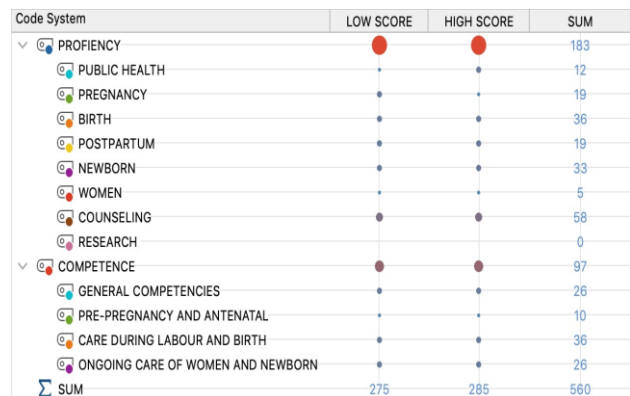 Code System LOW SCORE HIGH SCORE SUM
PROFIENCY 183
PUBLIC HEALTH 12
PREGNANCY 19
BIRTH 36
POSTPARTUM 19
NEWBORN 33
WOMEN 5
COUNSELING 58
RESEARCH 0
COMPETENCE 97
GENERAL COMPETENCIES 26
PRE-PREGNANCY AND ANTENATAL 10
CARE DURING LABOUR AND BIRTH 36
ONGOING CARE OF WOMEN AND NEWBORN 26
Σ SUM 275 285 560